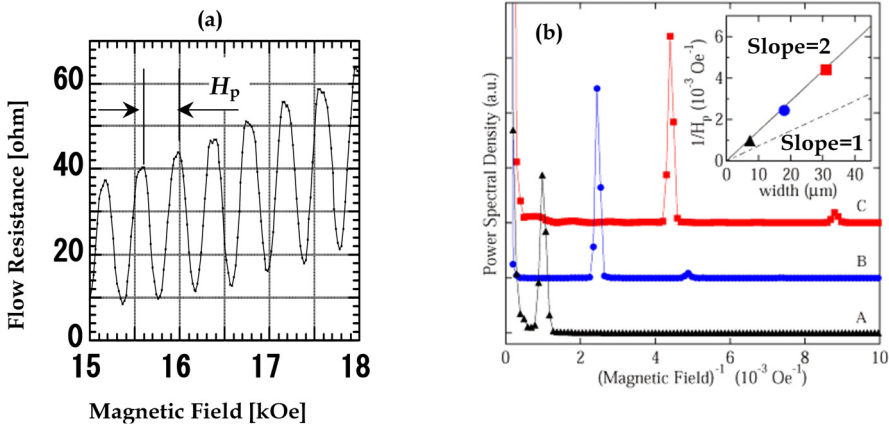 (a)
60
40
20
0
15
16
17
18
Hp
Flow Resistance [ohm]
Magnetic Field [kOe]
(b)
Power Spectral Density (a.u.)
C
B
A
0
2
4
6
8
10
(Magnetic Field)⁻¹ (10⁻³ Oe⁻¹)
Slope=2
Slope=1
1/Hp (10⁻³ Oe⁻¹)
6
4
2
0
0
10
20
30
40
width (μm)